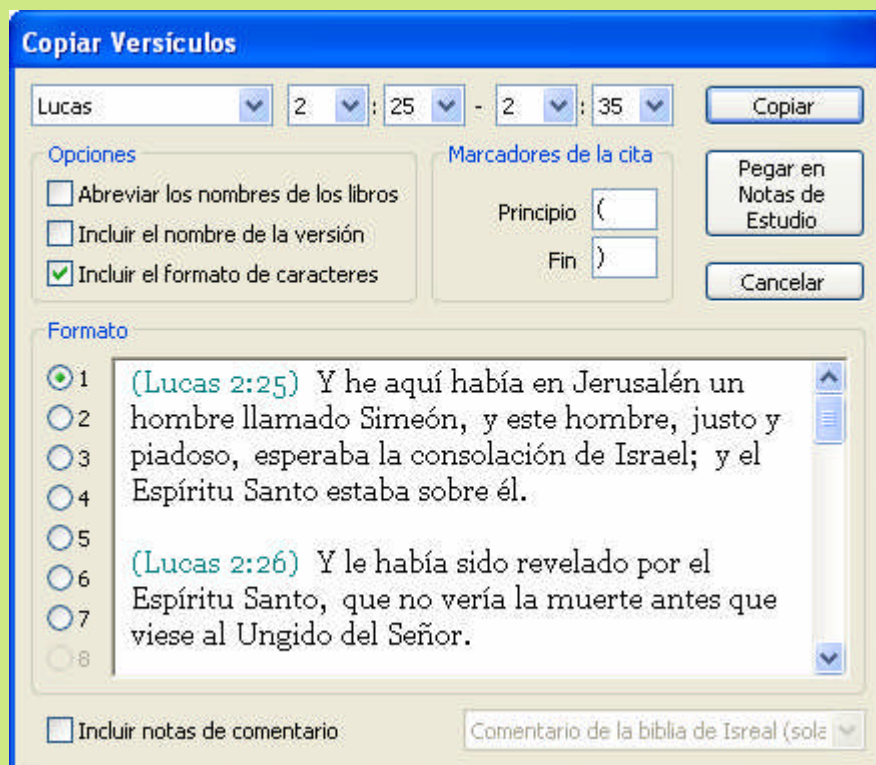 Copiar Versículos
Lucas 2 : 25 - 2 : 35 Copiar
Opciones
Abreviar los nombres de los libros
Incluir el nombre de la versión
Incluir el formato de caracteres
Marcadores de la cita
Principio (
Fin )
Pegar en
Notas de
Estudio
Cancelar
Formato
1
2
3
4
5
6
7
8
(Lucas 2:25) Y he aquí había en Jerusalén un
hombre llamado Simeón, y este hombre, justo y
piadoso, esperaba la consolación de Israel; y el
Espíritu Santo estaba sobre él.
(Lucas 2:26) Y le había sido revelado por el
Espíritu Santo, que no vería la muerte antes que
viese al Ungido del Señor.
Incluir notas de comentario
Comentario de la biblia de Isreal (sola